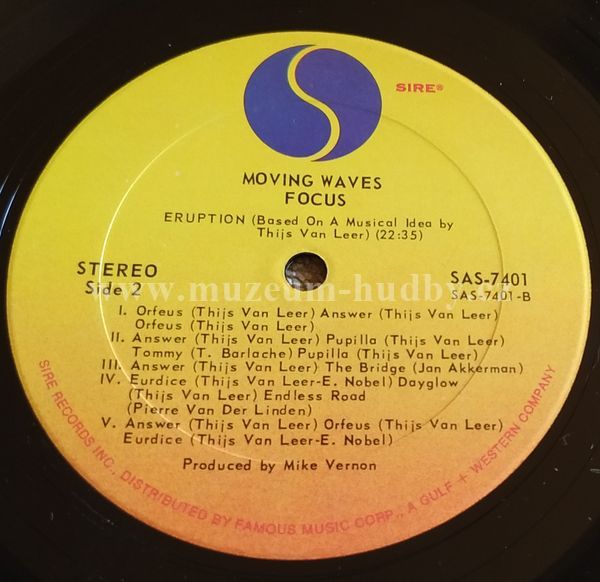 SIRE®
MOVING WAVES
FOCUS
ERUPTION (Based On A Musical Idea by
Thijs Van Leer) (22:35)
STEREO
Side 2
SAS-7401
SAS-7401-B
I. Orfeus (Thijs Van Leer) Answer (Thijs Van Leer)
Orfeus (Thijs Van Leer)
II. Answer (Thijs Van Leer) Pupilla (Thijs Van Leer)
Tommy (T. Barlache) Pupilla (Thijs Van Leer)
III. Answer (Thijs Van Leer) The Bridge (Jan Akkerman)
IV. Eurdice (Thijs Van Leer-E. Nobel) Dayglow
(Thijs Van Leer) Endless Road
(Pierre Van Der Linden)
V. Answer (Thijs Van Leer) Orfeus (Thijs Van Leer)
Eurdice (Thijs Van Leer-E. Nobel)
Produced by Mike Vernon
SIRE RECORDS INC., DISTRIBUTED BY FAMOUS MUSIC CORP., A GULF + WESTERN COMPANY